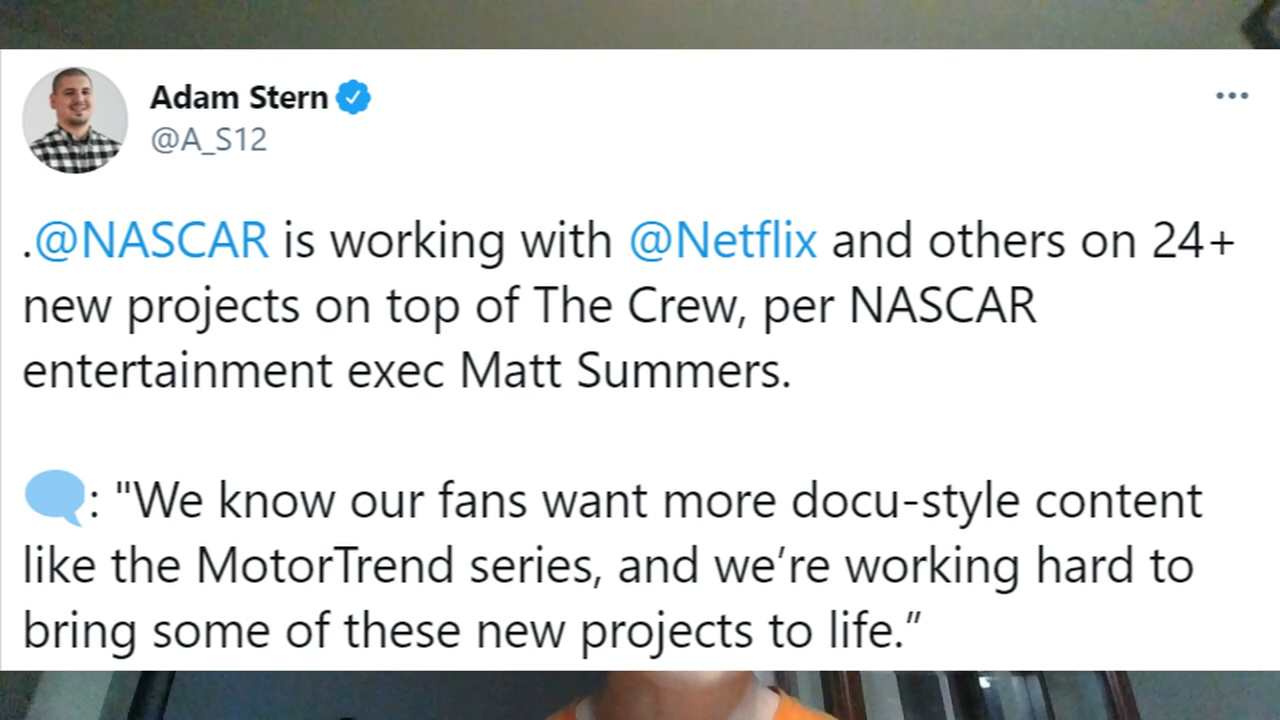 Adam Stern
@A_S12
.@NASCAR is working with @Netflix and others on 24+
new projects on top of The Crew, per NASCAR
entertainment exec Matt Summers.
🗨: "We know our fans want more docu-style content
like the MotorTrend series, and we’re working hard to
bring some of these new projects to life.”